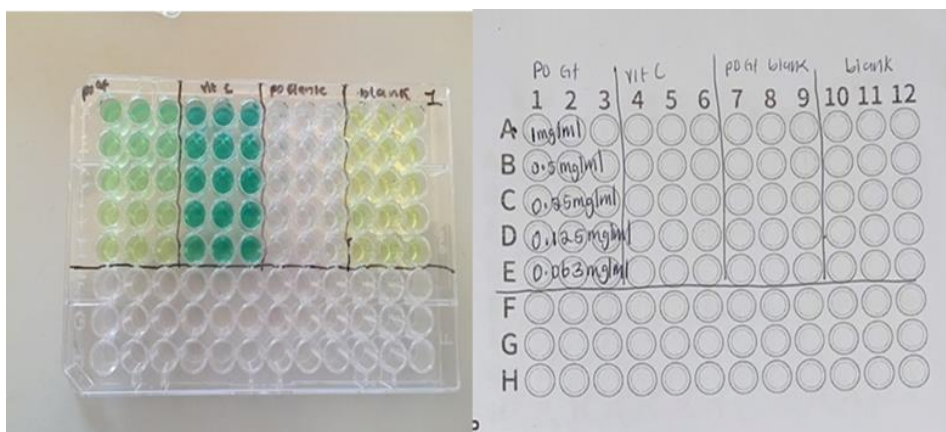 PO Gt
Vit C
PO blank
blank
1
PO Gt
Vit C
PO Gt blank
blank
1 2 3 4 5 6 7 8 9 10 11 12
A 1mg/ml
B 0.5mg/ml
C 0.25mg/ml
D 0.125mg/ml
E 0.063mg/ml
F
G
H